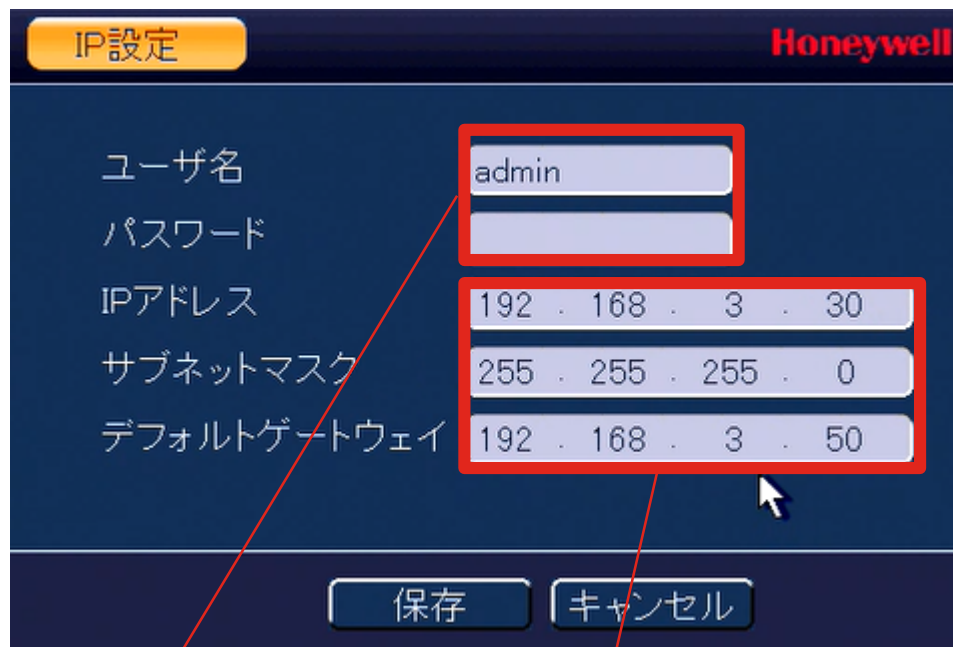 IP設定
Honeywell
ユーザ名 admin
パスワード
IPアドレス 192 . 168 . 3 . 30
サブネットマスク 255 . 255 . 255 . 0
デフォルトゲートウェイ 192 . 168 . 3 . 50
保存 キャンセル